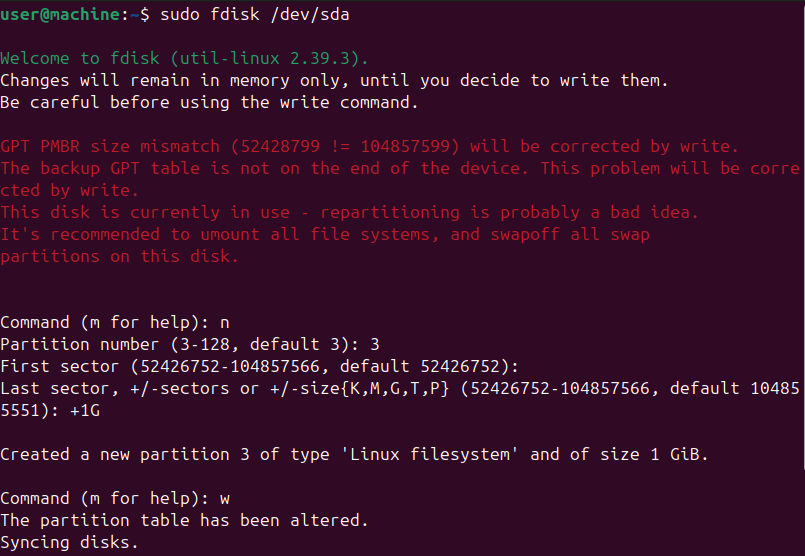 user@machine:~$ sudo fdisk /dev/sda
Welcome to fdisk (util-linux 2.39.3).
Changes will remain in memory only, until you decide to write them.
Be careful before using the write command.
GPT PMBR size mismatch (52428799 != 104857599) will be corrected by write.
The backup GPT table is not on the end of the device. This problem will be corre
cted by write.
This disk is currently in use - repartitioning is probably a bad idea.
It's recommended to umount all file systems, and swapoff all swap
partitions on this disk.
Command (m for help): n
Partition number (3-128, default 3): 3
First sector (52426752-104857566, default 52426752):
Last sector, +/-sectors or +/-size{K,M,G,T,P} (52426752-104857566, default 10485
5551): +1G
Created a new partition 3 of type 'Linux filesystem' and of size 1 GiB.
Command (m for help): w
The partition table has been altered.
Syncing disks.